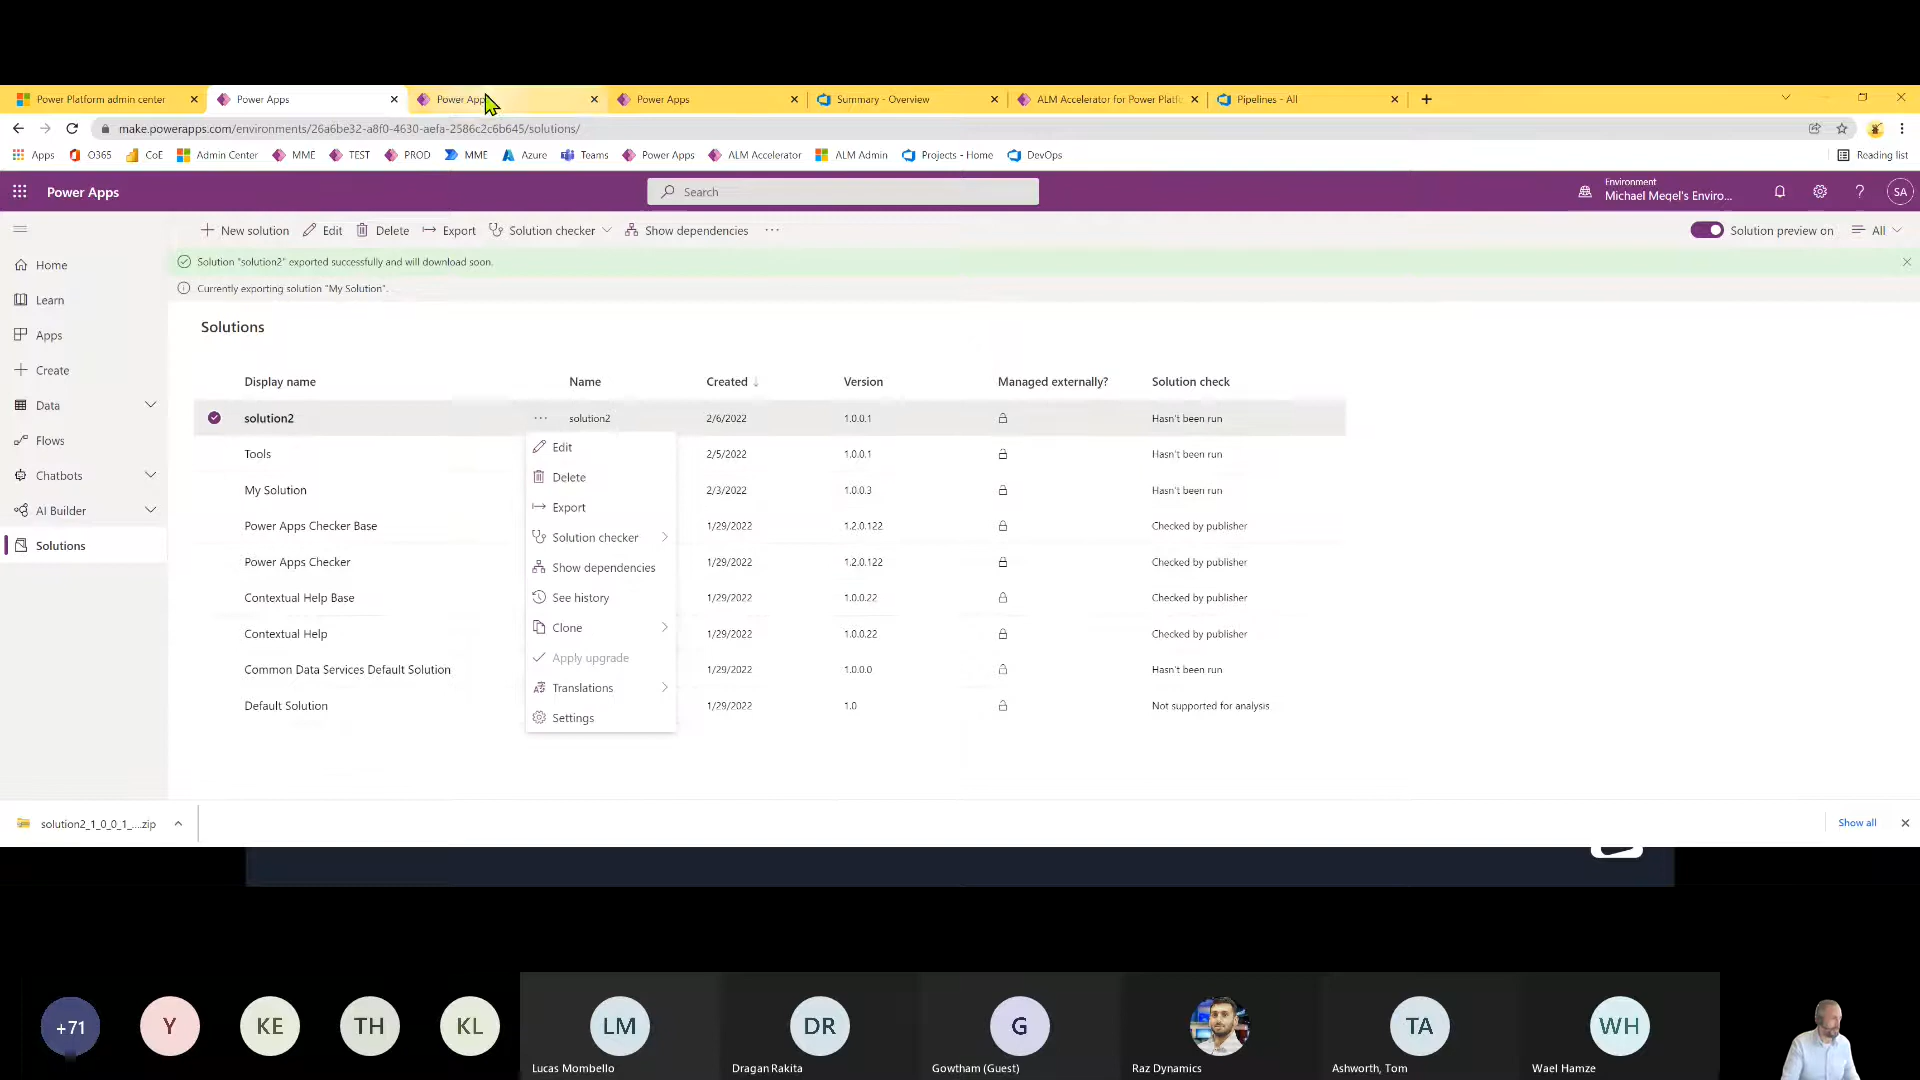 Power Platform admin center
Power Apps
Power App
Power Apps
Summary - Overview
ALM Accelerator for Power Platf
Pipelines - All
make.powerapps.com/environments/26a6be32-a8f0-4630-aefa-2586c2c6b645/solutions/
Apps O365 CoE Admin Center MME TEST PROD MME Azure Teams Power Apps ALM Accelerator ALM Admin Projects - Home DevOps Reading list
Power Apps
Search
Environment
Michael Megel's Enviro...
SA
New solution Edit Delete Export Solution checker Show dependencies ... Solution preview on All
Solution "solution2" exported successfully and will download soon.
Currently exporting solution "My Solution".
Home
Learn
Apps
Create
Data
Flows
Chatbots
AI Builder
Solutions
Solutions
Display name Name Created Version Managed externally? Solution check
solution2 ... solution2 2/6/2022 1.0.0.1 Hasn't been run
Tools 2/5/2022 1.0.0.1 Hasn't been run
My Solution 2/3/2022 1.0.0.3 Hasn't been run
Power Apps Checker Base 1/29/2022 1.2.0.122 Checked by publisher
Power Apps Checker 1/29/2022 1.2.0.122 Checked by publisher
Contextual Help Base 1/29/2022 1.0.0.22 Checked by publisher
Contextual Help 1/29/2022 1.0.0.22 Checked by publisher
Common Data Services Default Solution 1/29/2022 1.0.0.0 Hasn't been run
Default Solution 1/29/2022 1.0 Not supported for analysis
Edit
Delete
Export
Solution checker
Show dependencies
See history
Clone
Apply upgrade
Translations
Settings
solution2_1_0_0_1_....zip
Show all
+71 Y KE TH KL LM DR G TA WH
Lucas Mombello Dragan Rakita Gowtham (Guest) Raz Dynamics Ashworth, Tom Wael Hamze